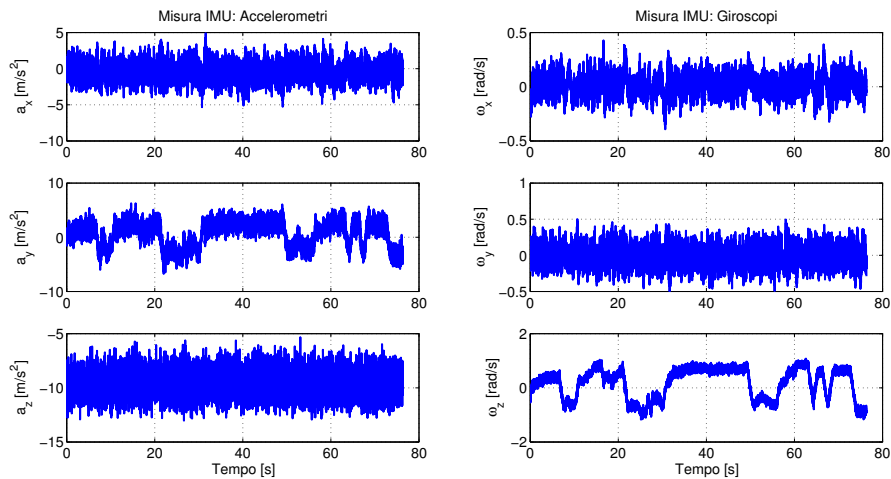 Misura IMU: Accelerometri
5
0
−5
−10
a_x [m/s²]
0 20 40 60 80
10
0
−10
a_y [m/s²]
0 20 40 60 80
−5
−10
−15
a_z [m/s²]
0 20 40 60 80
Tempo [s]
Misura IMU: Giroscopi
0.5
0
−0.5
ω_x [rad/s]
0 20 40 60 80
1
0.5
0
−0.5
ω_y [rad/s]
0 20 40 60 80
2
0
−2
ω_z [rad/s]
0 20 40 60 80
Tempo [s]